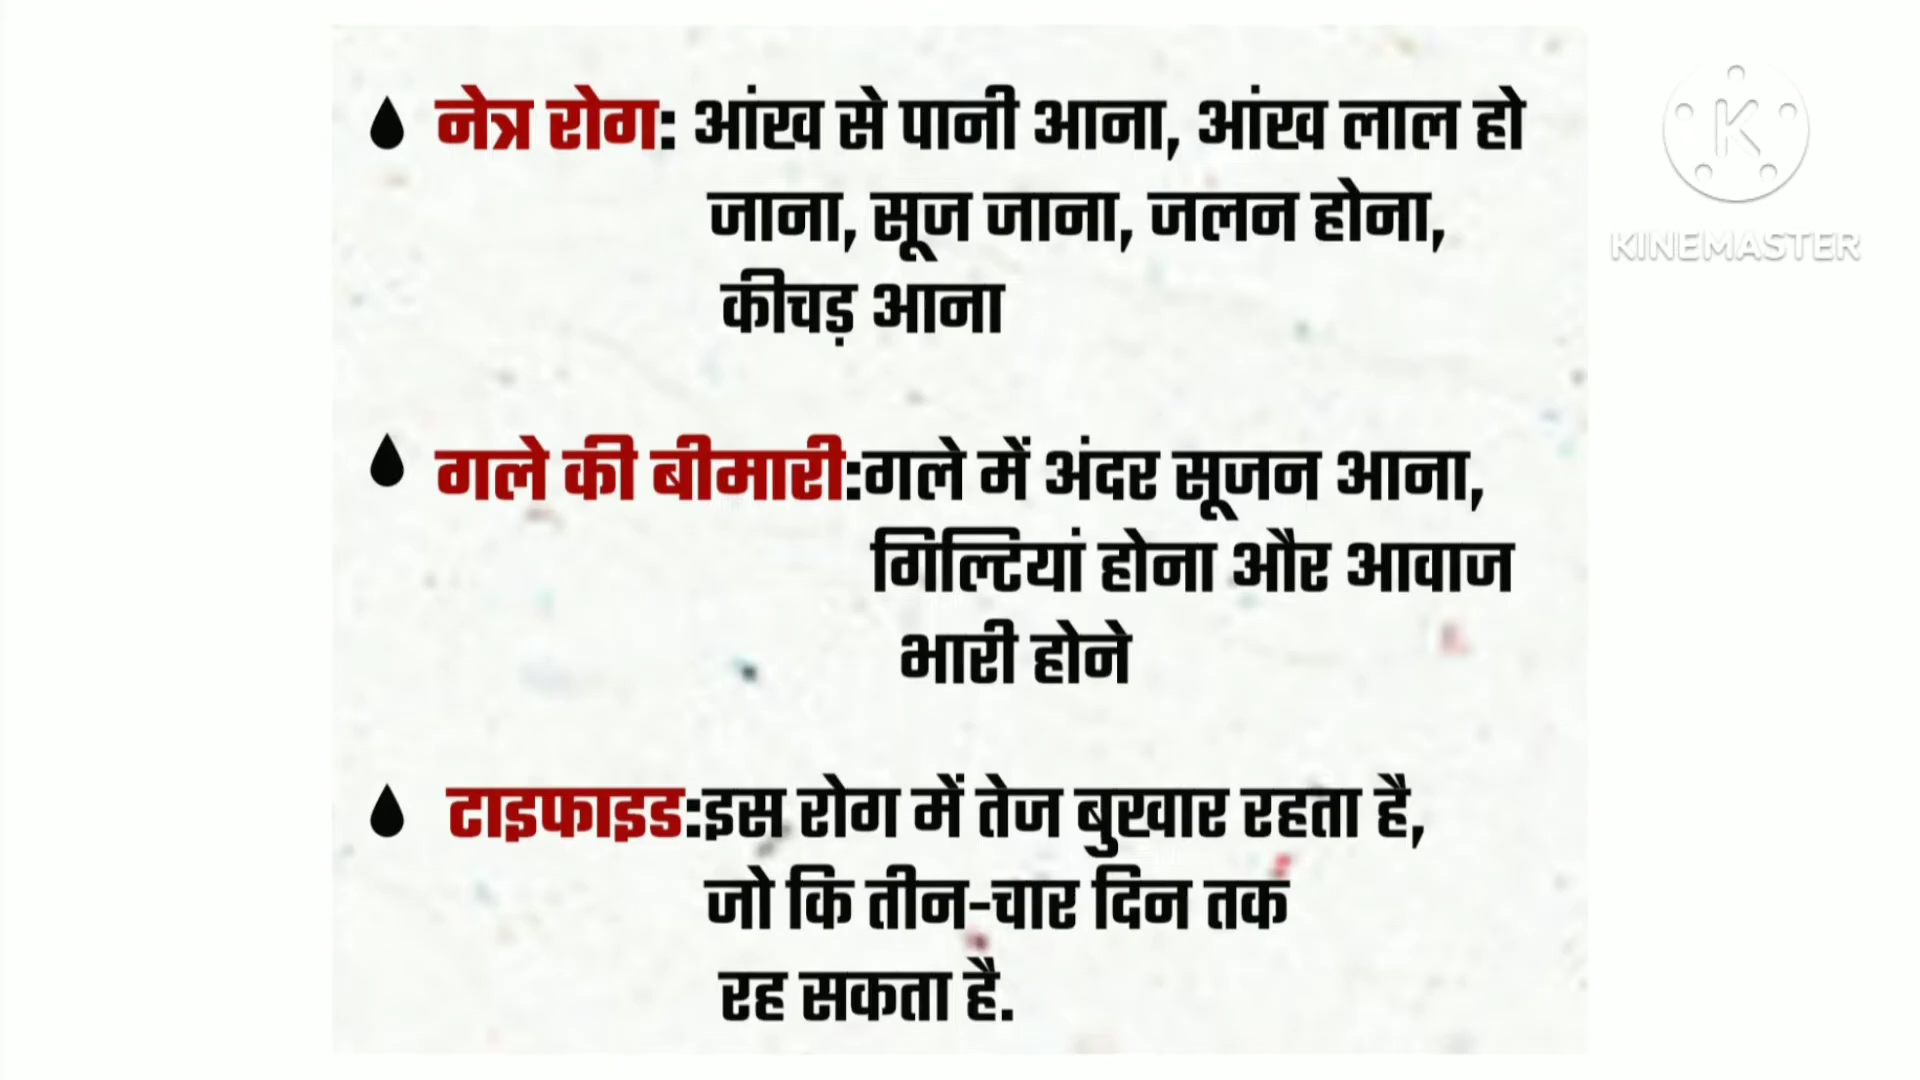 नेत्र रोग: आंख से पानी आना, आंख लाल हो
जाना, सूज जाना, जलन होना,
कीचड़ आना
गले की बीमारी:गले में अंदर सूजन आना,
गिल्टियां होना और आवाज
भारी होने
टाइफाइड:इस रोग में तेज बुखार रहता है,
जो कि तीन-चार दिन तक
रह सकता है.
K
KINEMASTER